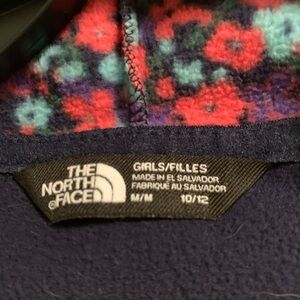 THE
NORTH
FACE
GIRLS/FILLES
MADE IN EL SALVADOR
FABRIQUÉ AU SALVADOR
M/M 10/12